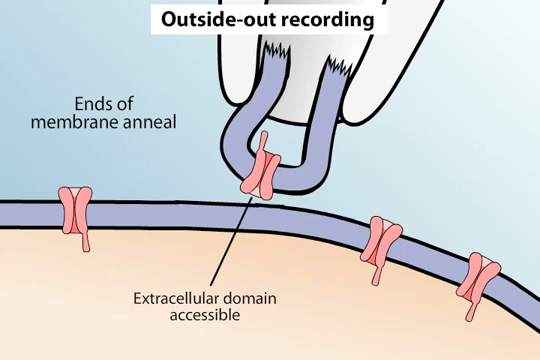 Outside-out recording
Ends of
membrane anneal
Extracellular domain
accessible